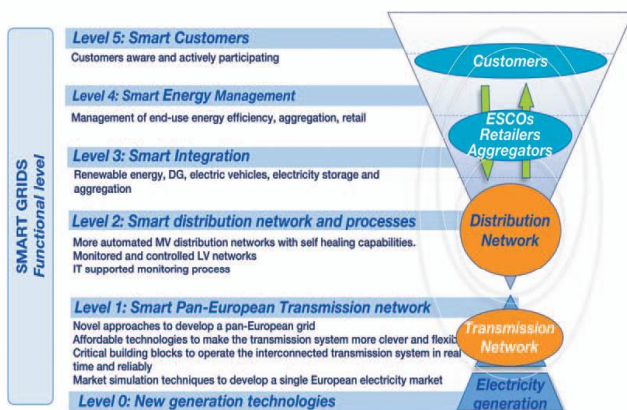 SMART GRIDS
Functional level
Level 5: Smart Customers
Customers aware and actively participating
Level 4: Smart Energy Management
Management of end-use energy efficiency, aggregation, retail
Level 3: Smart Integration
Renewable energy, DG, electric vehicles, electricity storage and
aggregation
Level 2: Smart distribution network and processes
More automated MV distribution networks with self healing capabilities.
Monitored and controlled LV networks
IT supported monitoring process
Level 1: Smart Pan-European Transmission network
Novel approaches to develop a pan-European grid
Affordable technologies to make the transmission system more clever and flexib
Critical building blocks to operate the interconnected transmission system in real
time and reliably
Market simulation techniques to develop a single European electricity market
Level 0: New generation technologies
Customers
ESCOs
Retailers
Aggregators
Distribution
Network
Transmission
Network
Electricity
generation